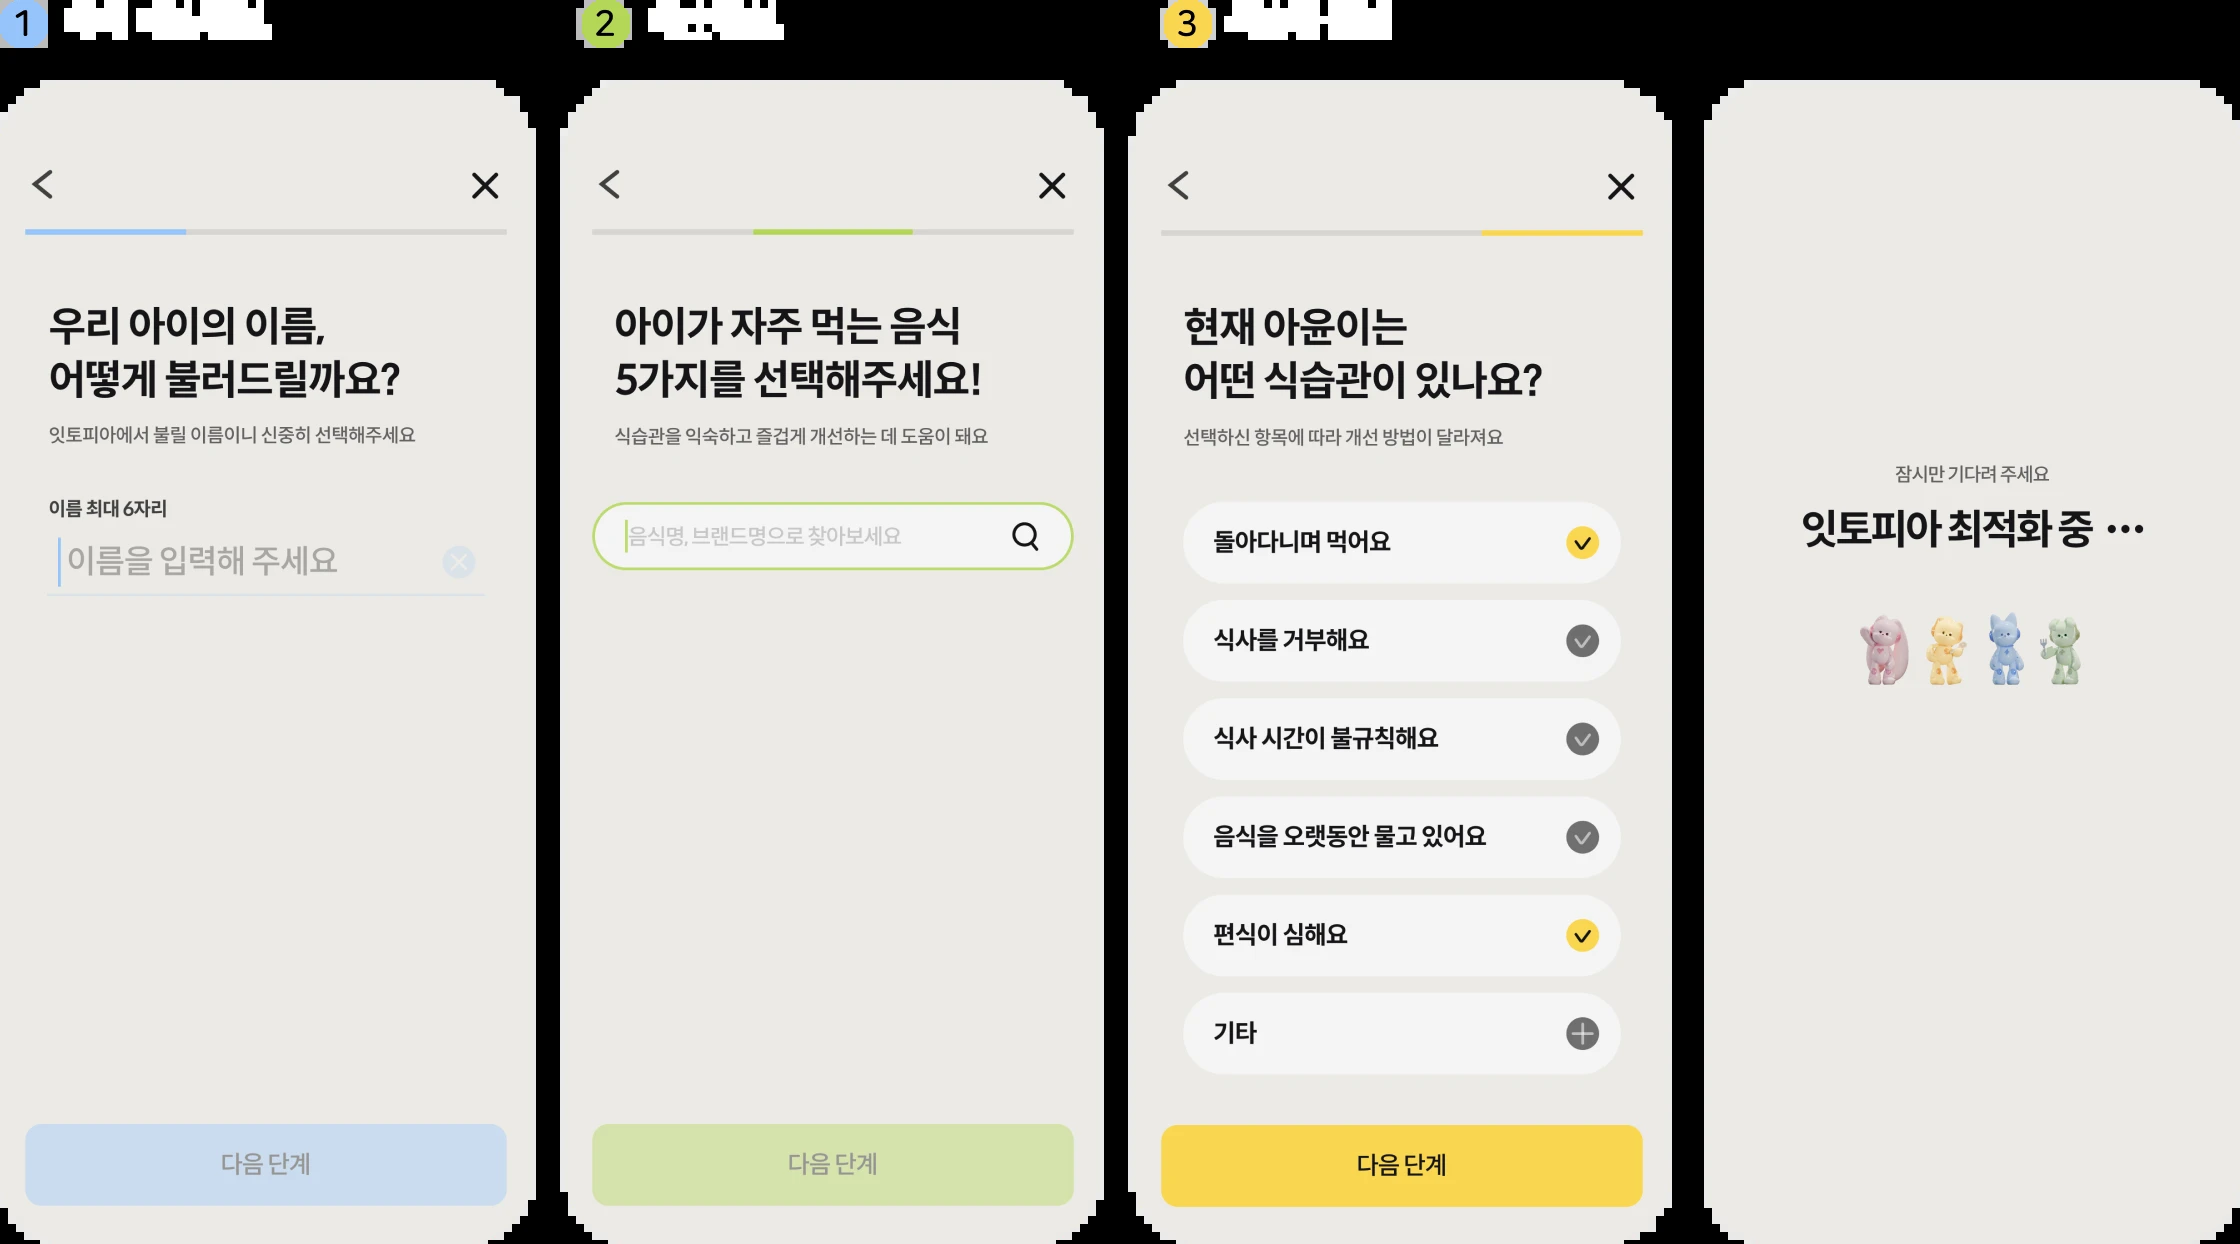 1
2
3
우리 아이의 이름,
어떻게 불러드릴까요?
잇토피아에서 불릴 이름이니 신중히 선택해주세요
이름 최대 6자리
이름을 입력해 주세요
다음 단계
아이가 자주 먹는 음식
5가지를 선택해주세요!
식습관을 익숙하고 즐겁게 개선하는 데 도움이 돼요
음식명, 브랜드명으로 찾아보세요
다음 단계
현재 아윤이는
어떤 식습관이 있나요?
선택하신 항목에 따라 개선 방법이 달라져요
돌아다니며 먹어요
식사를 거부해요
식사 시간이 불규칙해요
음식을 오랫동안 물고 있어요
편식이 심해요
기타
다음 단계
잠시만 기다려 주세요
잇토피아 최적화 중 ···